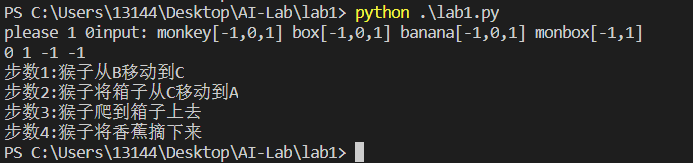 PS C:\Users\13144\Desktop\AI-Lab\lab1> python .\lab1.py
please 1 0input: monkey[-1,0,1] box[-1,0,1] banana[-1,0,1] monbox[-1,1]
0 1 -1 -1
步数1:猴子从B移动到C
步数2:猴子将箱子从C移动到A
步数3:猴子爬到箱子上去
步数4:猴子将香蕉摘下来
PS C:\Users\13144\Desktop\AI-Lab\lab1>